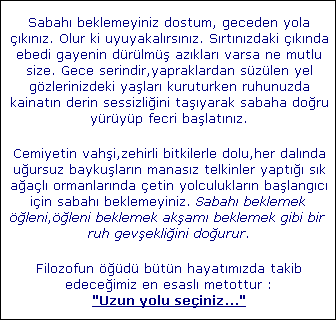 Sabahı beklemeyiniz dostum, geceden yola
çıkınız. Olur ki uyuyakalırsınız. Sırtınızdaki çıkında
ebedi gayenin dürülmüş azıkları varsa ne mutlu
size. Gece serindir,yapraklardan süzülen yel
gözlerinizdeki yaşları kuruturken ruhunuzda
kainatın derin sessizliğini taşıyarak sabaha doğru
yürüyüp fecri başlatınız.
Cemiyetin vahşi,zehirli bitkilerle dolu,her dalında
uğursuz baykuşların manasız telkinler yaptığı sık
ağaçlı ormanlarında çetin yolculukların başlangıcı
için sabahı beklemeyiniz. Sabahı beklemek
öğleni,öğleni beklemek akşamı beklemek gibi bir
ruh gevşekliğini doğurur.
Filozofun öğüdü bütün hayatımızda takib
edeceğimiz en esaslı metottur :
"Uzun yolu seçiniz..."